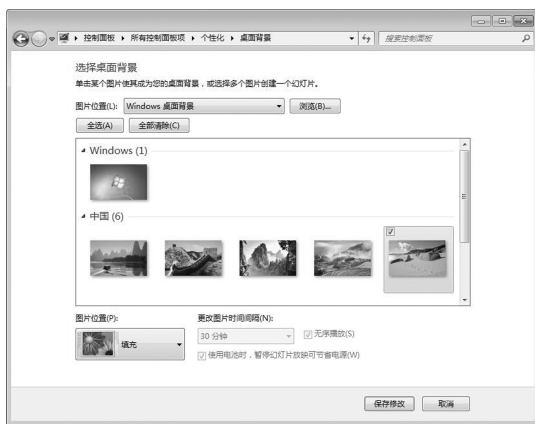 控制面板 ▸ 所有控制面板项 ▸ 个性化 ▸ 桌面背景
搜索控制面板
选择桌面背景
单击某个图片使其成为您的桌面背景，或选择多个图片创建一个幻灯片。
图片位置(L): Windows 桌面背景 浏览(B)...
全选(A) 全部清除(C)
Windows (1)
中国 (6)
图片位置(P): 更改图片时间间隔(N):
填充 30 分钟 无序播放(S)
使用电池时，暂停幻灯片放映可节省电源(W)
保存修改 取消